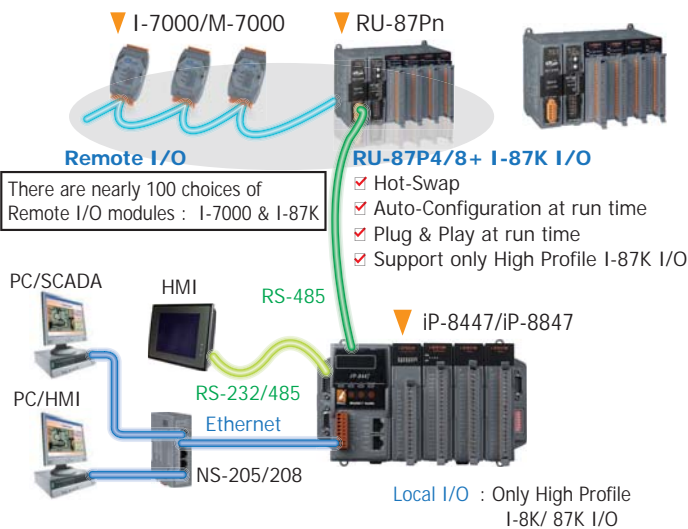 I-7000/M-7000
RU-87Pn
Remote I/O
There are nearly 100 choices of
Remote I/O modules : I-7000 & I-87K
RU-87P4/8+ I-87K I/O
Hot-Swap
Auto-Configuration at run time
Plug & Play at run time
Support only High Profile I-87K I/O
PC/SCADA
HMI
RS-485
iP-8447/iP-8847
RS-232/485
PC/HMI
Ethernet
NS-205/208
Local I/O : Only High Profile
I-8K/ 87K I/O